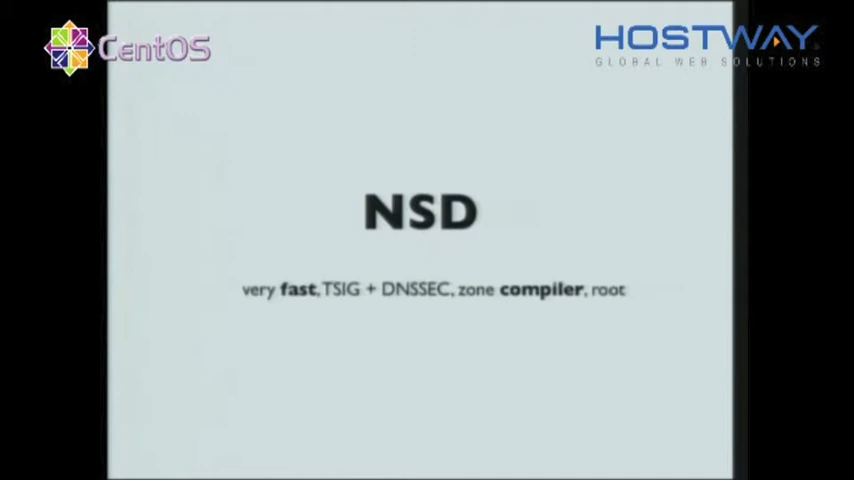 CentOS
HOSTWAY
GLOBAL WEB SOLUTIONS
NSD
very fast, TSIG + DNSSEC, zone compiler, root